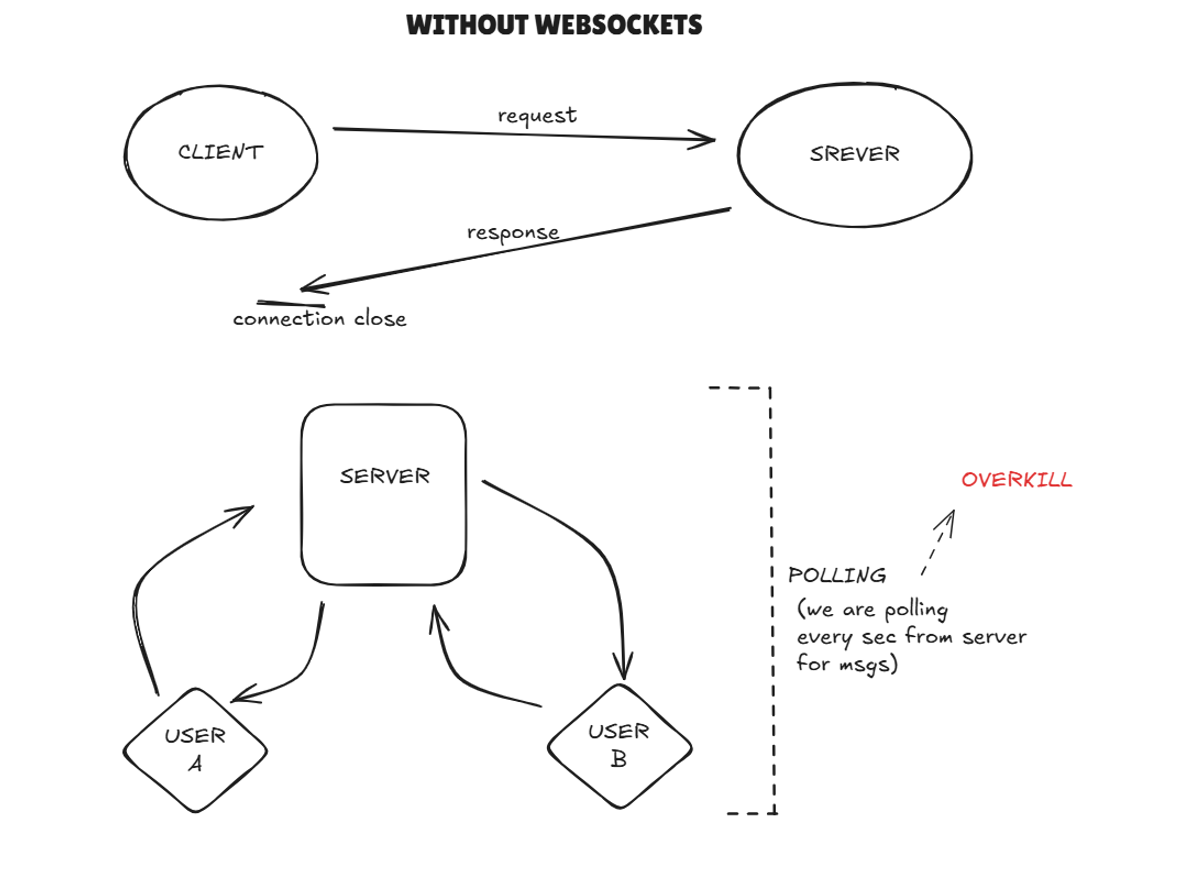 WITHOUT WEBSOCKETS
request
CLIENT
SREVER
response
connection close
SERVER
OVERKILL
POLLING
(we are polling
every sec from server
for msgs)
USER
A
USER
B